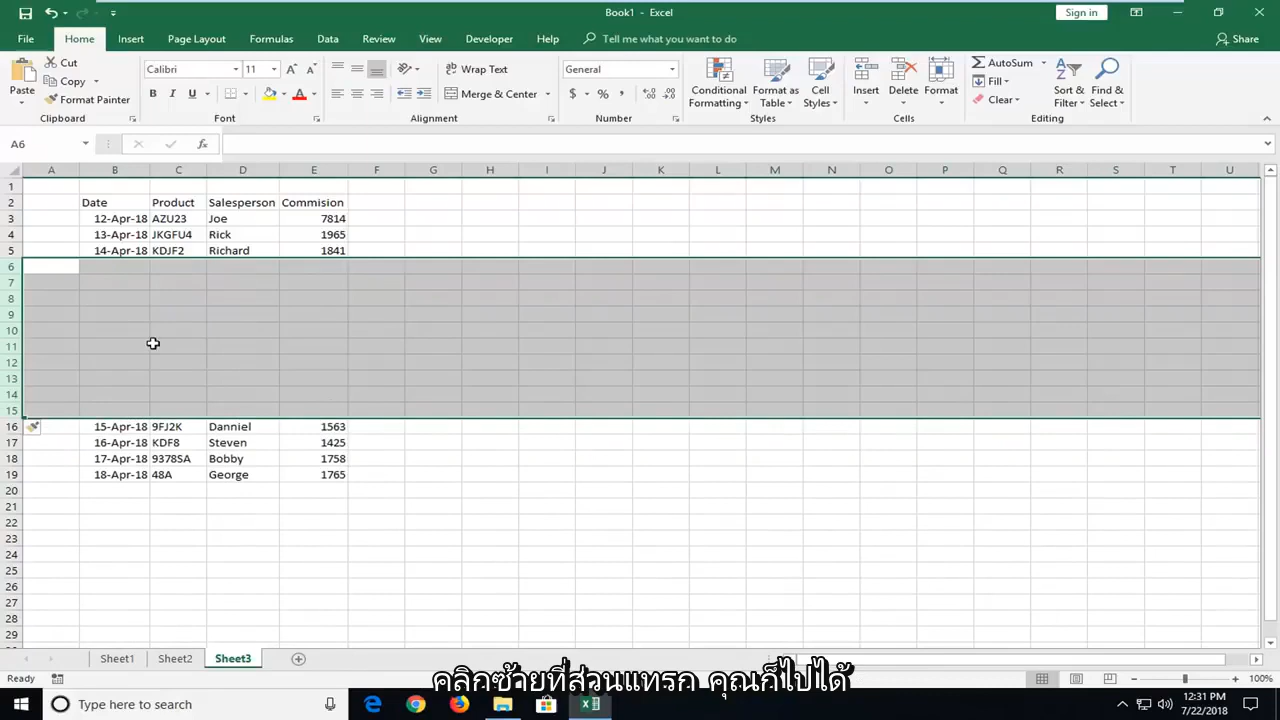 Book1 - Excel
Sign in
File Home Insert Page Layout Formulas Data Review View Developer Help Tell me what you want to do Share
Cut
Copy
Format Painter
Paste
Clipboard
Calibri 11
B I U
Font
Wrap Text
Merge & Center
Alignment
General
$ % ,
Number
Conditional Formatting
Format as Table
Cell Styles
Styles
Insert Delete Format
Cells
AutoSum
Fill
Clear
Sort & Filter
Find & Select
Editing
A6 fx
A B C D E F G H I J K L M N O P Q R S T U
1
2 Date Product Salesperson Commision
3 12-Apr-18 AZU23 Joe 7814
4 13-Apr-18 JKGFU4 Rick 1965
5 14-Apr-18 KDJF2 Richard 1841
6
7
8
9
10
11
12
13
14
15
16 15-Apr-18 9FJ2K Danniel 1563
17 16-Apr-18 KDF8 Steven 1425
18 17-Apr-18 9378SA Bobby 1758
19 18-Apr-18 48A George 1765
20
21
22
23
24
25
26
27
28
29
Sheet1 Sheet2 Sheet3
คลิกซ้ายที่ส่วนแทรก คุณก็ไปได้
Ready 100%
Type here to search
12:31 PM
7/22/2018